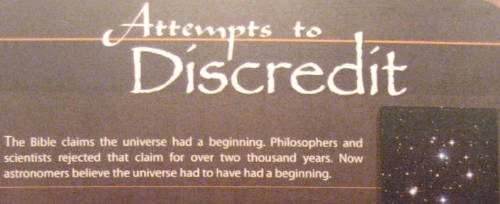 Attempts to
Discredit
The Bible claims the universe had a beginning. Philosophers and
scientists rejected that claim for over two thousand years. Now
astronomers believe the universe had to have had a beginning.